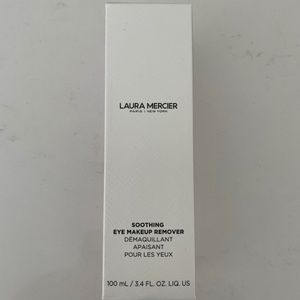 LAURA MERCIER
PARIS • NEW YORK
SOOTHING
EYE MAKEUP REMOVER
DÉMAQUILLANT
APAISANT
POUR LES YEUX
100 mL / 3.4 FL. OZ. LIQ. US